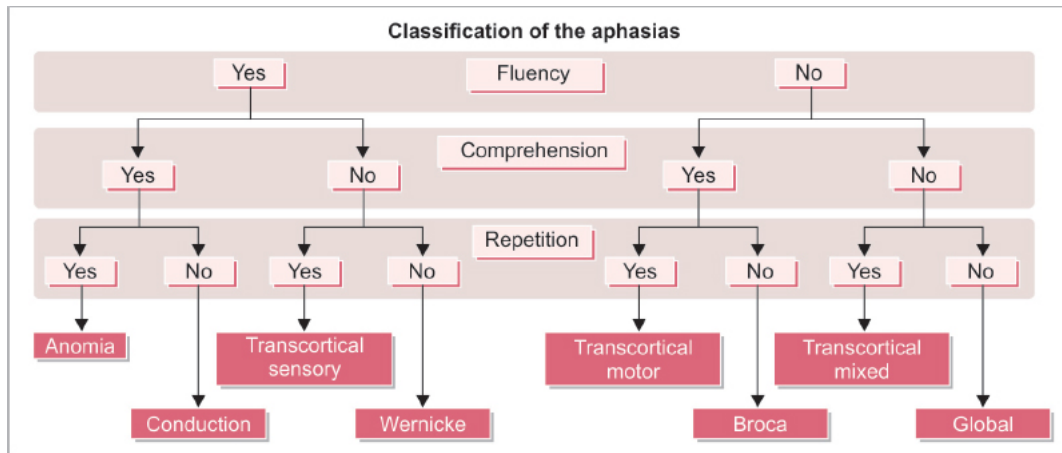 Classification of the aphasias
Yes
Fluency
No
Comprehension
Yes
No
Yes
No
Repetition
Yes
No
Yes
No
Yes
No
Yes
No
Anomia
Transcortical
sensory
Transcortical
motor
Transcortical
mixed
Conduction
Wernicke
Broca
Global